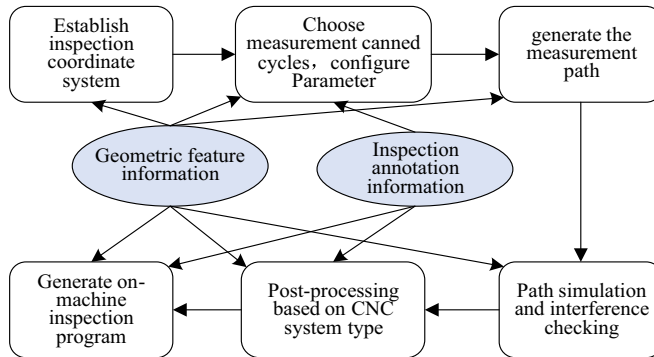 Establish
inspection
coordinate
system
Choose
measurement canned
cycles，configure
Parameter
generate the
measurement
path
Geometric feature
information
Inspection
annotation
information
Generate on-
machine
inspection
program
Post-processing
based on CNC
system type
Path simulation
and interference
checking